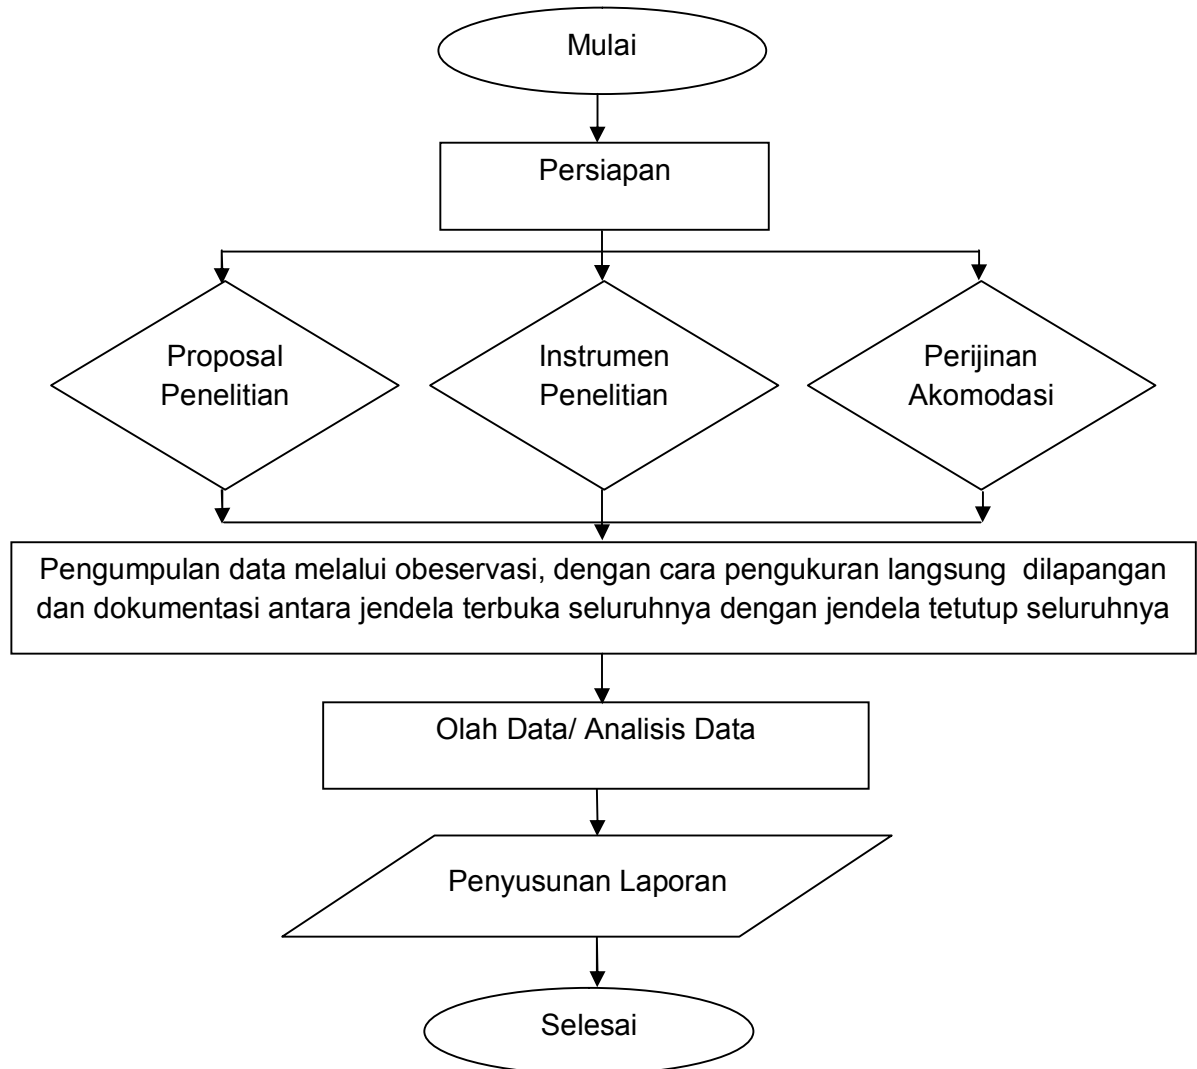 Mulai
Persiapan
Proposal
Penelitian
Instrumen
Penelitian
Perijinan
Akomodasi
Pengumpulan data melalui obeservasi, dengan cara pengukuran langsung  dilapangan
dan dokumentasi antara jendela terbuka seluruhnya dengan jendela tetutup seluruhnya
Olah Data/ Analisis Data
Penyusunan Laporan
Selesai